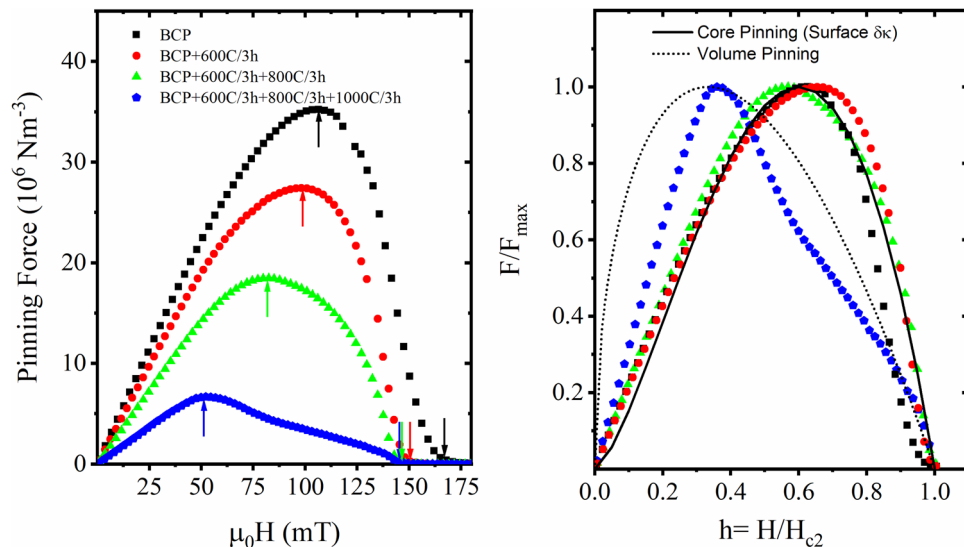 BCP
BCP+600C/3h
BCP+600C/3h+800C/3h
BCP+600C/3h+800C/3h+1000C/3h
40
30
20
10
0
Pinning Force (10⁶ Nm⁻³)
25 50 75 100 125 150 175
μ₀H (mT)
Core Pinning (Surface δκ)
Volume Pinning
1.0
0.8
0.6
0.4
0.2
F/Fmax
0.0 0.2 0.4 0.6 0.8 1.0
h= H/Hc2